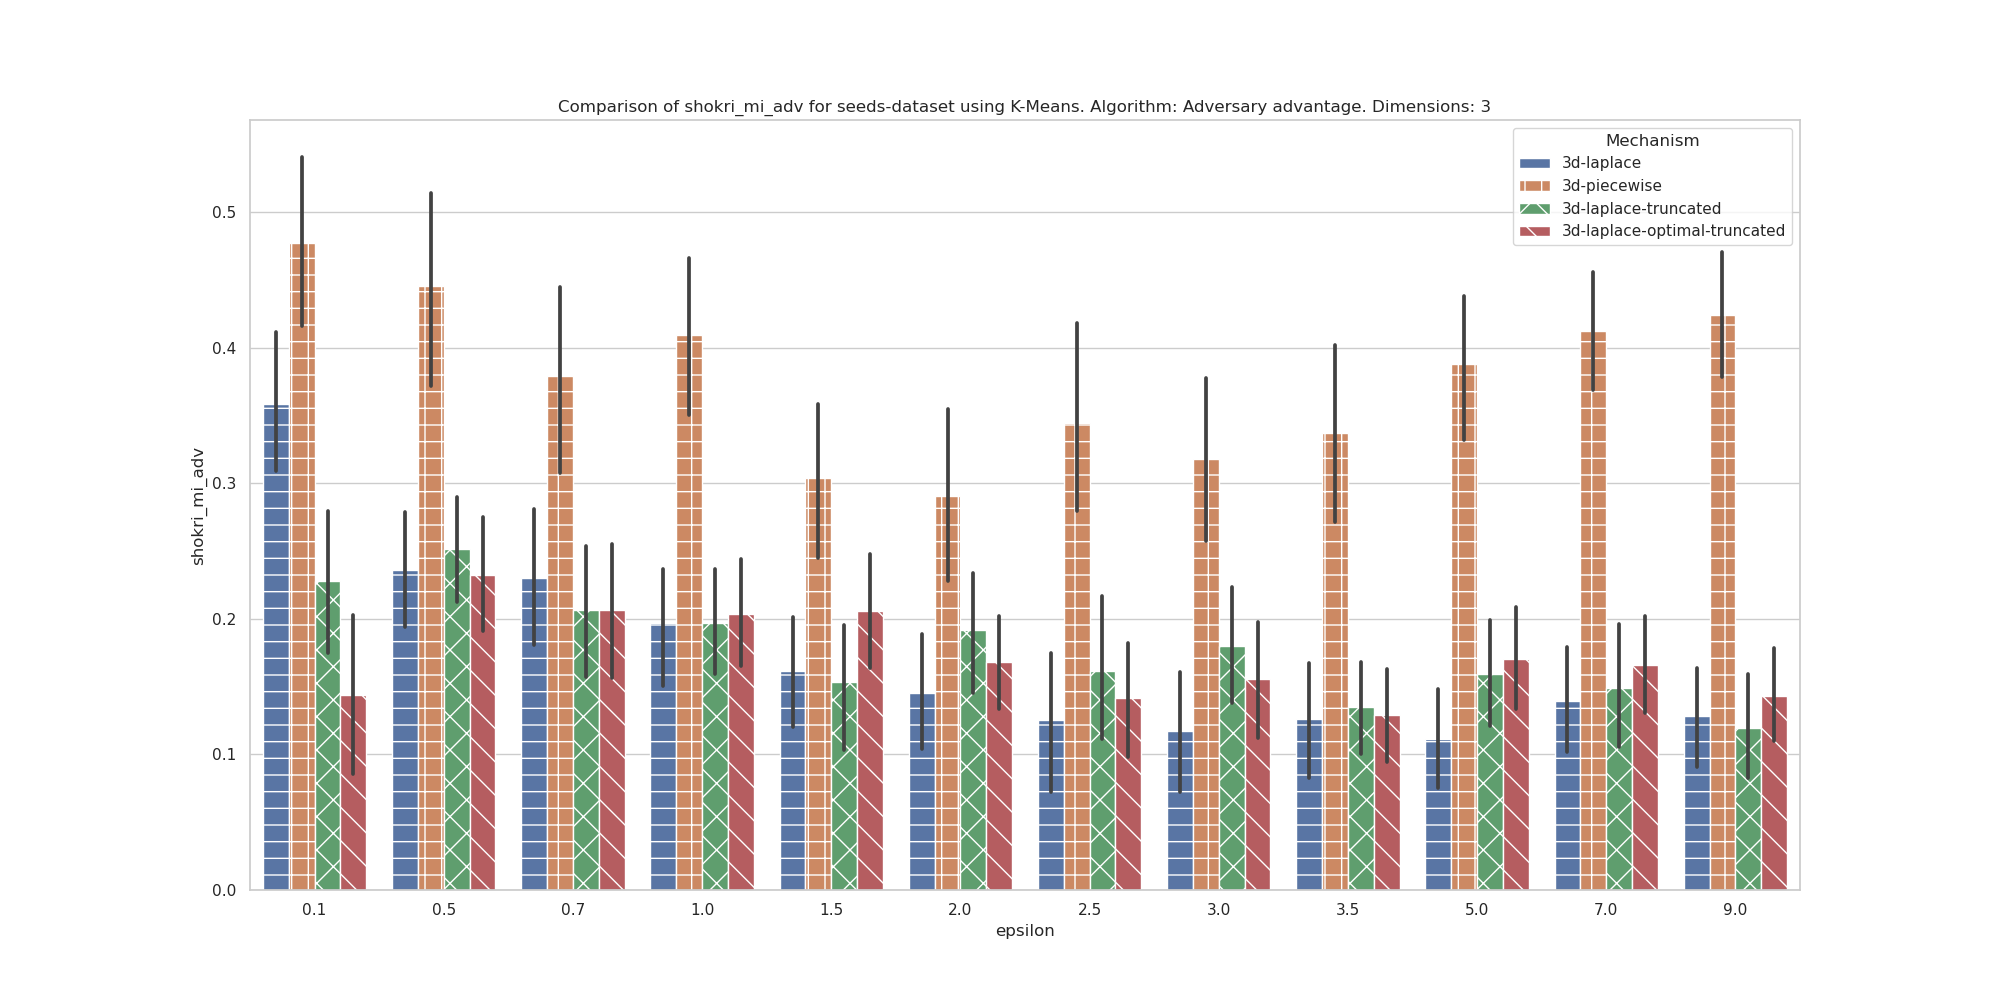 Comparison of shokri_mi_adv for seeds-dataset using K-Means. Algorithm: Adversary advantage. Dimensions: 3
Mechanism
3d-laplace
3d-piecewise
3d-laplace-truncated
3d-laplace-optimal-truncated
shokri_mi_adv
0.5
0.4
0.3
0.2
0.1
0.0
0.1 0.5 0.7 1.0 1.5 2.0 2.5 3.0 3.5 5.0 7.0 9.0
epsilon